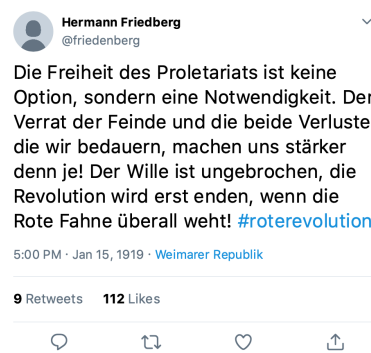 Hermann Friedberg
@friedenberg
Die Freiheit des Proletariats ist keine
Option, sondern eine Notwendigkeit. Der
Verrat der Feinde und die beide Verluste
die wir bedauern, machen uns stärker
denn je! Der Wille ist ungebrochen, die
Revolution wird erst enden, wenn die
Rote Fahne überall weht! #roterevolution
5:00 PM · Jan 15, 1919 · Weimarer Republik
9 Retweets 112 Likes